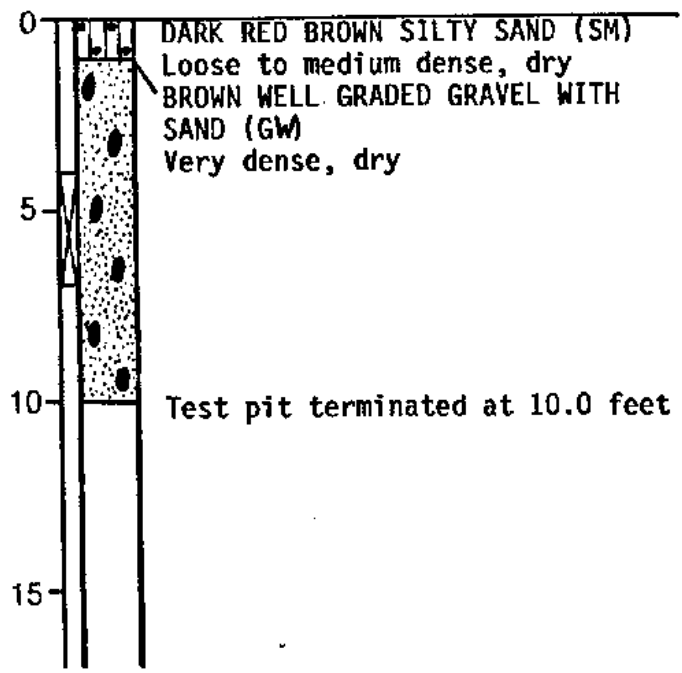 0
DARK RED BROWN SILTY SAND (SM)
Loose to medium dense, dry
BROWN WELL GRADED GRAVEL WITH
SAND (GW)
Very dense, dry
5
10
Test pit terminated at 10.0 feet
15